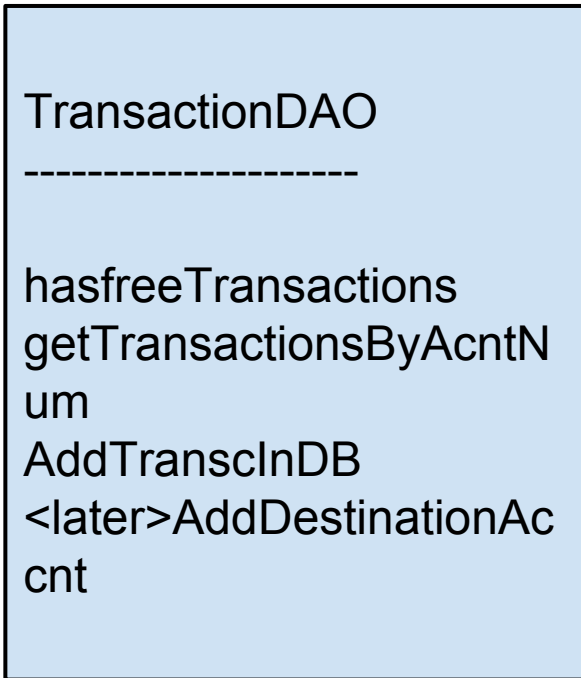 TransactionDAO
---------------------
hasfreeTransactions
getTransactionsByAcntN
um
AddTranscInDB
<later>AddDestinationAc
cnt